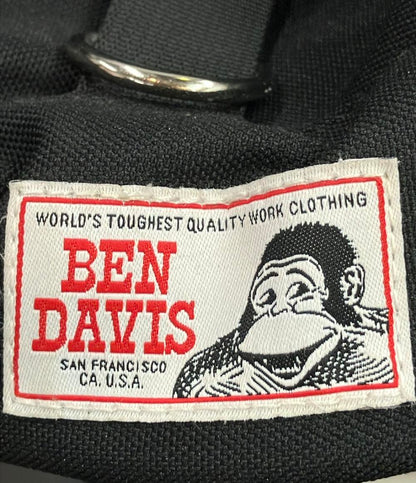 WORLD'S TOUGHEST QUALITY WORK CLOTHING
BEN
DAVIS
SAN FRANCISCO
CA. U.S.A.